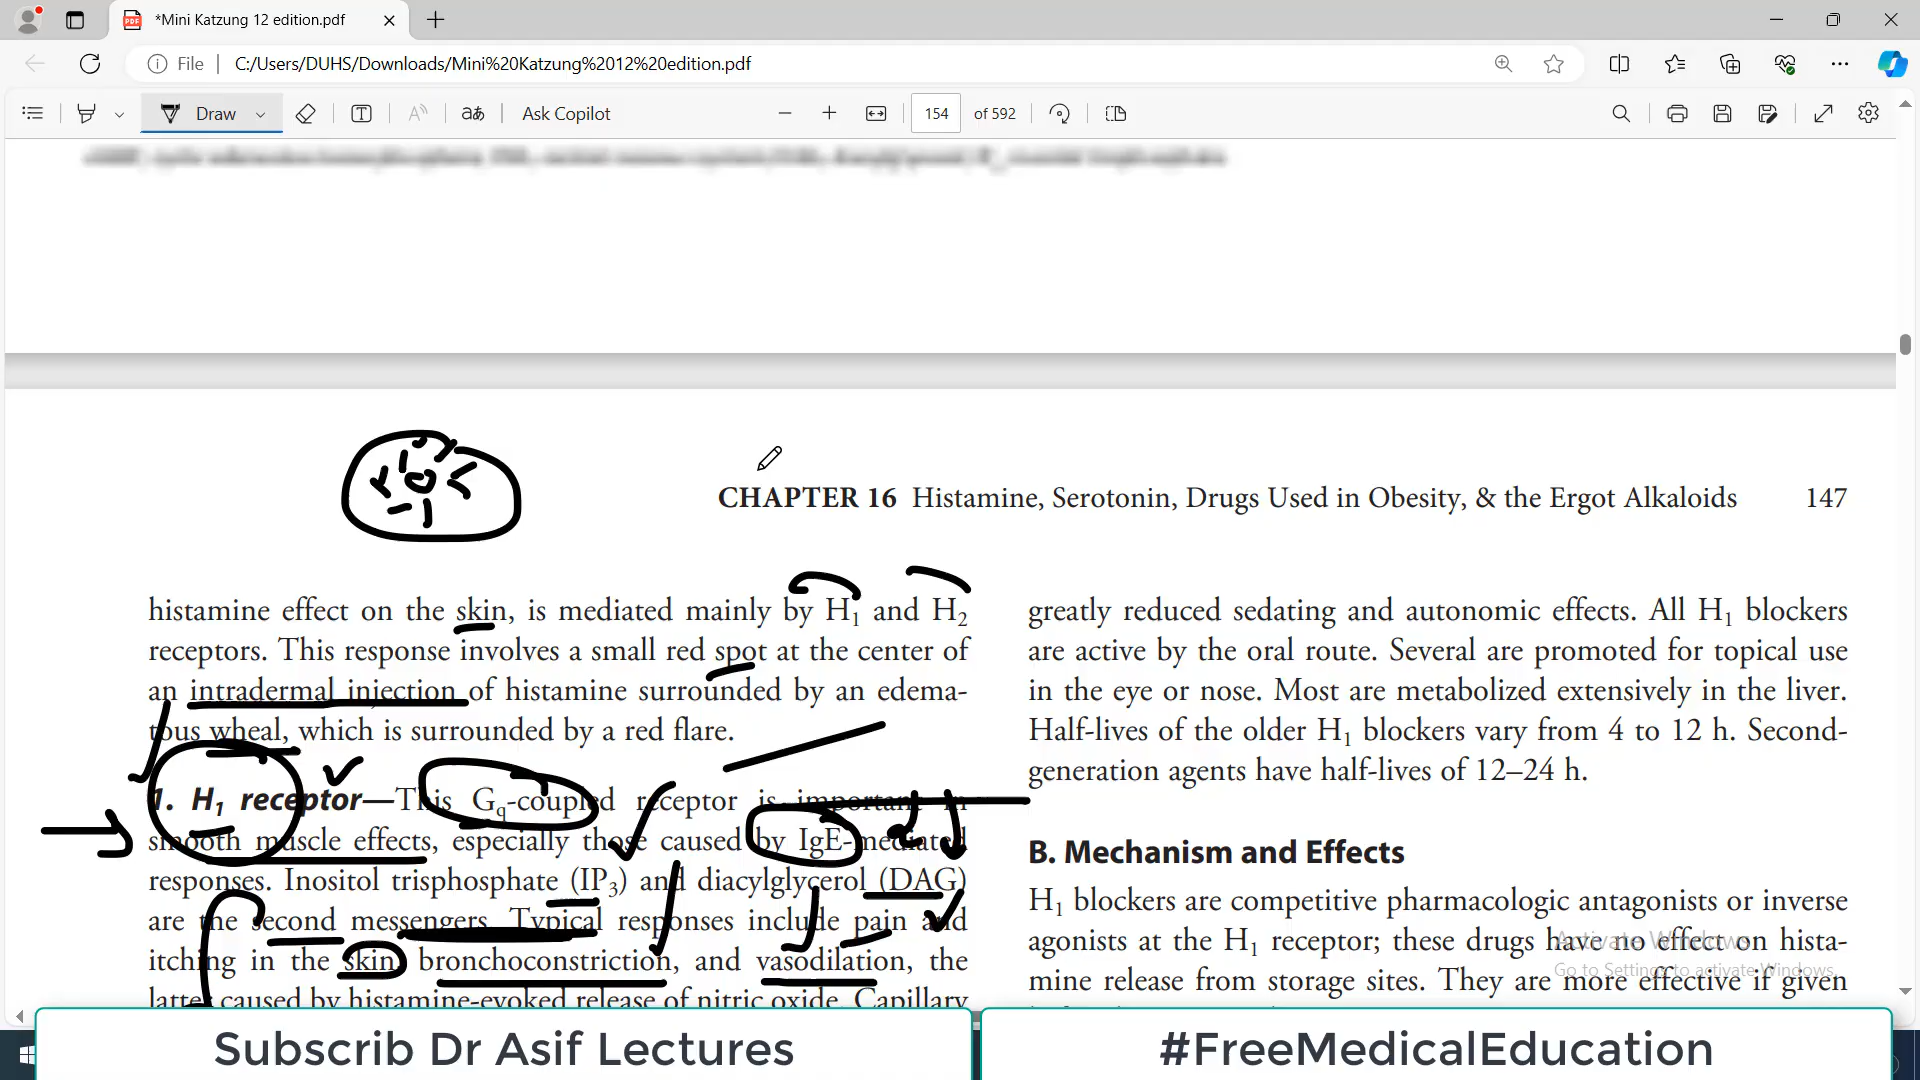 *Mini Katzung 12 edition.pdf
File
C:/Users/DUHS/Downloads/Mini%20Katzung%2012%20edition.pdf
Draw
Ask Copilot
154 of 592
CHAPTER 16 Histamine, Serotonin, Drugs Used in Obesity, & the Ergot Alkaloids 147
histamine effect on the skin, is mediated mainly by H1 and H2
receptors. This response involves a small red spot at the center of
an intradermal injection of histamine surrounded by an edema-
tous wheal, which is surrounded by a red flare.
1. H1 receptor—This Gq-coupled receptor is important in
smooth muscle effects, especially those caused by IgE-mediated
responses. Inositol trisphosphate (IP3) and diacylglycerol (DAG)
are the second messengers. Typical responses include pain and
itching in the skin, bronchoconstriction, and vasodilation, the
latter caused by histamine-evoked release of nitric oxide. Capillary
greatly reduced sedating and autonomic effects. All H1 blockers
are active by the oral route. Several are promoted for topical use
in the eye or nose. Most are metabolized extensively in the liver.
Half-lives of the older H1 blockers vary from 4 to 12 h. Second-
generation agents have half-lives of 12–24 h.
B. Mechanism and Effects
H1 blockers are competitive pharmacologic antagonists or inverse
agonists at the H1 receptor; these drugs have no effect on hista-
mine release from storage sites. They are more effective if given
Activate Windows
Go to Settings to activate Windows.
Subscrib Dr Asif Lectures
#FreeMedicalEducation